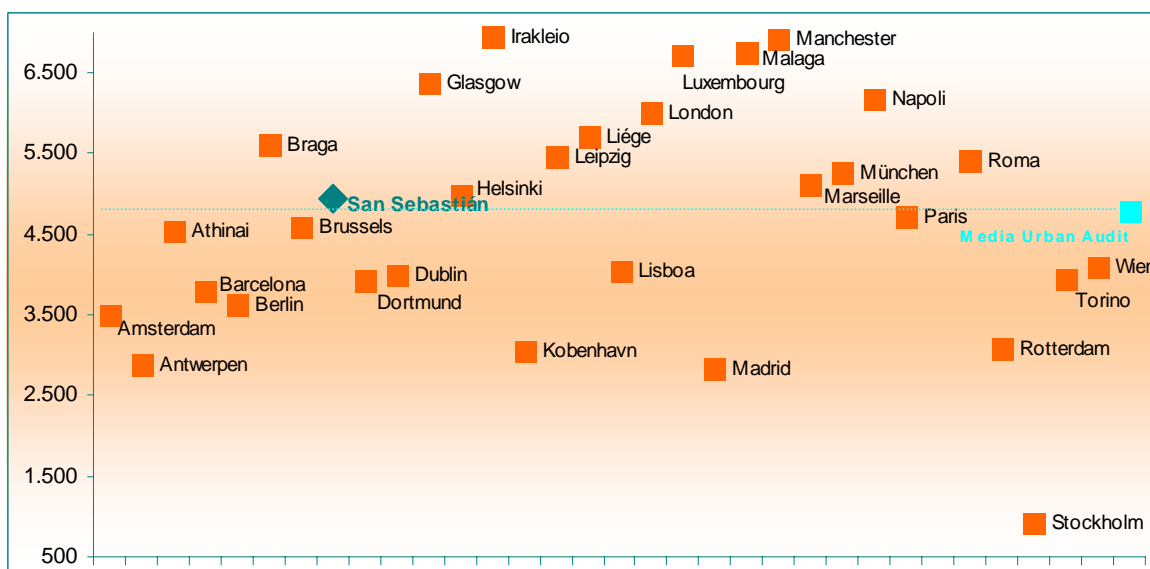 Irakleio
Manchester
Malaga
6.500
Glasgow
Luxembourg
Napoli
London
Liége
Braga
5.500
Leipzig
Roma
München
Helsinki
Marseille
San Sebastián
Paris
4.500
Athinai
Brussels
Media Urban Audit
Wien
Dublin
Lisboa
Barcelona
Berlin
Dortmund
Torino
3.500
Amsterdam
Kobenhavn
Rotterdam
Antwerpen
Madrid
2.500
1.500
Stockholm
500